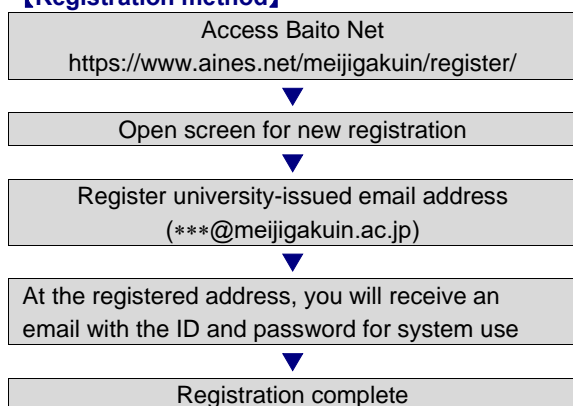 【Registration method】
Access Baito Net
https://www.aines.net/meijigakuin/register/
▼
Open screen for new registration
▼
Register university-issued email address
(***@meijigakuin.ac.jp)
▼
At the registered address, you will receive an
email with the ID and password for system use
▼
Registration complete